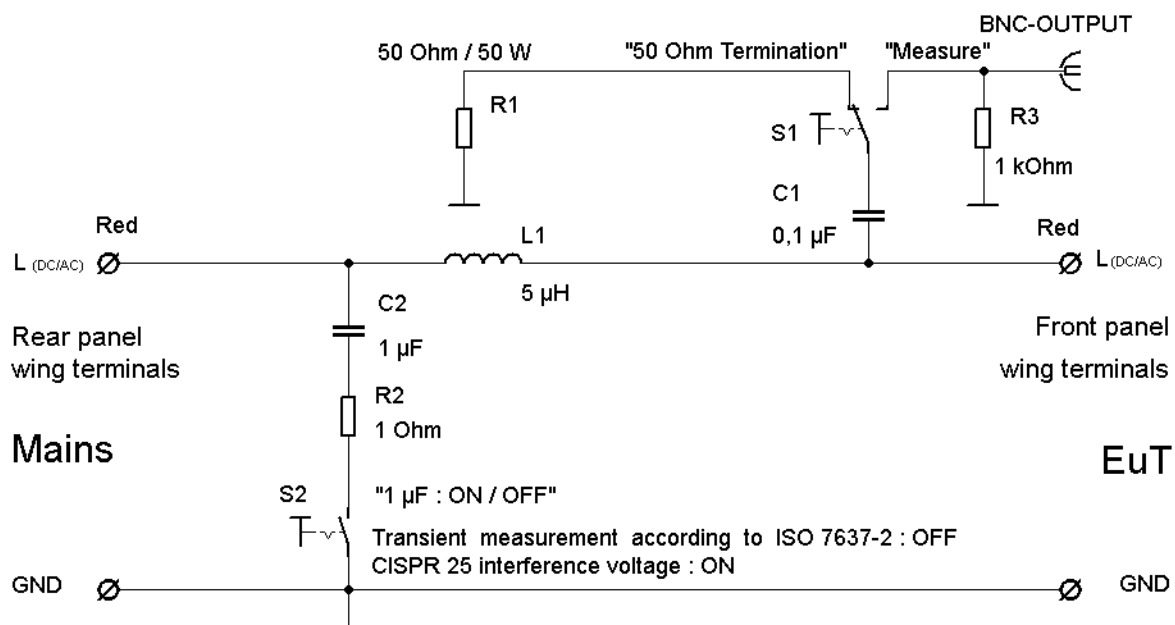 BNC-OUTPUT
50 Ohm / 50 W
"50 Ohm Termination"
"Measure"
R1
S1
R3
1 kOhm
C1
0,1 µF
Red
L1
Red
L (DC/AC)
L (DC/AC)
5 µH
C2
1 µF
Rear panel
wing terminals
Front panel
wing terminals
R2
1 Ohm
Mains
EuT
S2
"1 µF : ON / OFF"
Transient measurement according to ISO 7637-2 : OFF
CISPR 25 interference voltage : ON
GND
GND